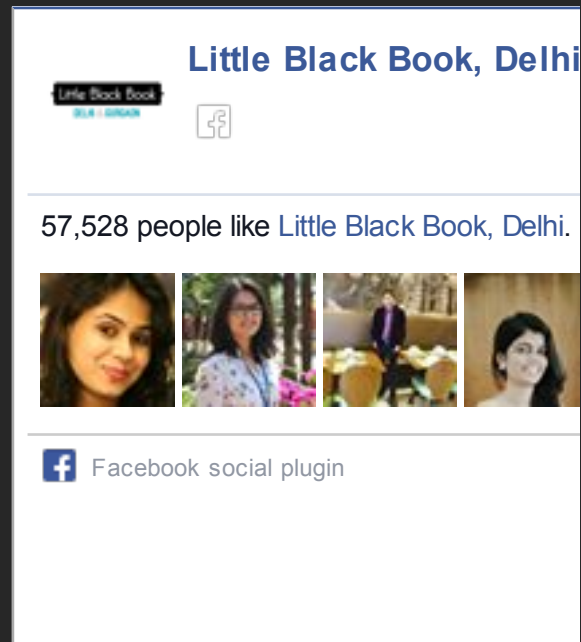 Little Black Book, Delhi
Little Black Book
DELHI & GURGAON
57,528 people like Little Black Book, Delhi.
Facebook social plugin